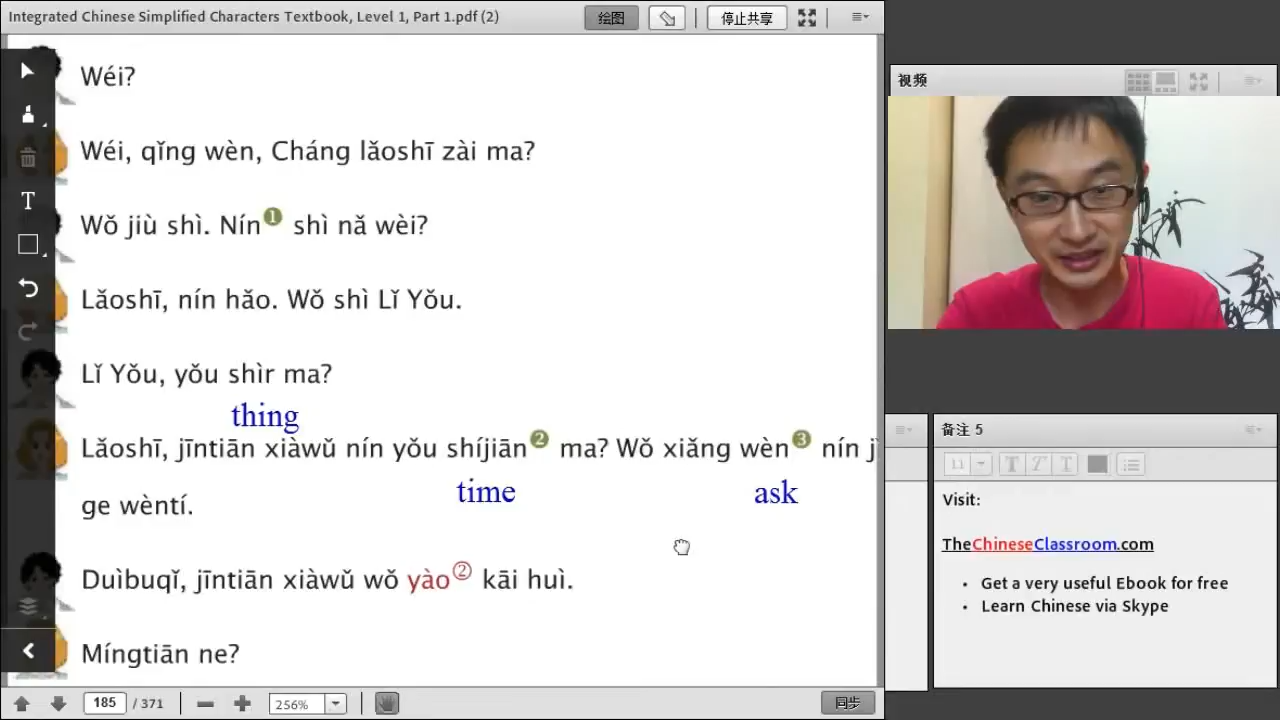 Integrated Chinese Simplified Characters Textbook, Level 1, Part 1.pdf (2)
绘图
停止共享
Wéi?
Wéi, qǐng wèn, Cháng lǎoshī zài ma?
Wǒ jiù shì. Nín❶ shì nǎ wèi?
Lǎoshī, nín hǎo. Wǒ shì Lǐ Yǒu.
Lǐ Yǒu, yǒu shìr ma?
thing
Lǎoshī, jīntiān xiàwǔ nín yǒu shíjiān❷ ma? Wǒ xiǎng wèn❸ nín
time ask
ge wèntí.
Duìbuqǐ, jīntiān xiàwǔ wǒ yào② kāi huì.
Míngtiān ne?
185 / 371
256%
同步
视频
备注 5
11 T T T
Visit:
TheChineseClassroom.com
• Get a very useful Ebook for free
• Learn Chinese via Skype